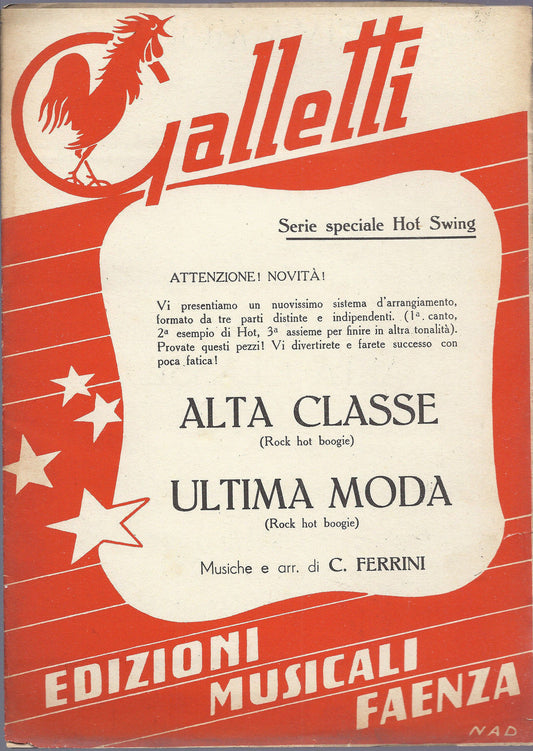 Galletti
Serie speciale Hot Swing
ATTENZIONE! NOVITÀ!
Vi presentiamo un nuovissimo sistema d'arrangiamento,
formato da tre parti distinte e indipendenti. (1ª canto,
2ª esempio di Hot, 3ª assieme per finire in altra tonalità).
Provate questi pezzi! Vi divertirete e farete successo con
poca fatica!
ALTA CLASSE
(Rock hot boogie)
ULTIMA MODA
(Rock hot boogie)
Musiche e arr. di C. FERRINI
EDIZIONI
MUSICALI
FAENZA
NAD